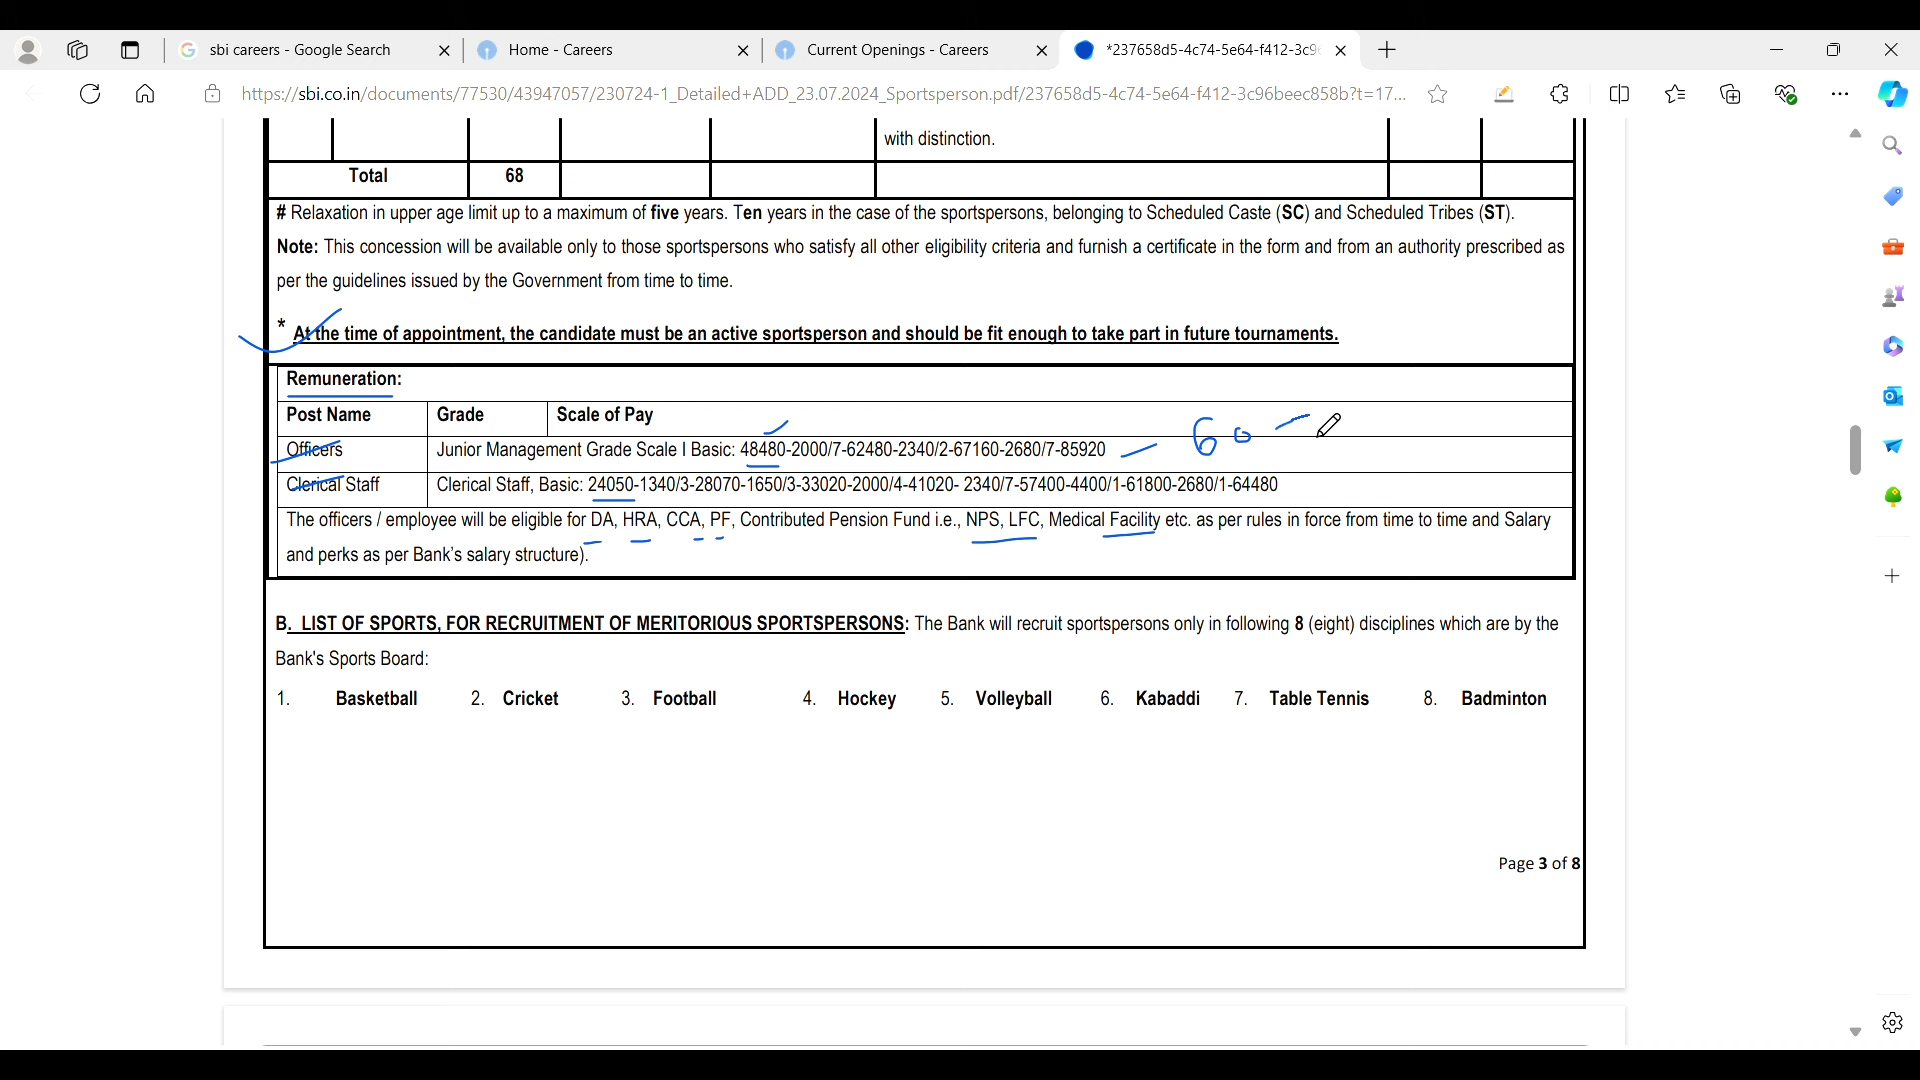 sbi careers - Google Search
Home - Careers
Current Openings - Careers
*237658d5-4c74-5e64-f412-3c9
https://sbi.co.in/documents/77530/43947057/230724-1_Detailed+ADD_23.07.2024_Sportsperson.pdf/237658d5-4c74-5e64-f412-3c96beec858b?t=17...
with distinction.
Total 68
# Relaxation in upper age limit up to a maximum of five years. Ten years in the case of the sportspersons, belonging to Scheduled Caste (SC) and Scheduled Tribes (ST).
Note: This concession will be available only to those sportspersons who satisfy all other eligibility criteria and furnish a certificate in the form and from an authority prescribed as
per the guidelines issued by the Government from time to time.
* At the time of appointment, the candidate must be an active sportsperson and should be fit enough to take part in future tournaments.
Remuneration:
Post Name Grade Scale of Pay
Officers Junior Management Grade Scale I Basic: 48480-2000/7-62480-2340/2-67160-2680/7-85920 60
Clerical Staff Clerical Staff, Basic: 24050-1340/3-28070-1650/3-33020-2000/4-41020- 2340/7-57400-4400/1-61800-2680/1-64480
The officers / employee will be eligible for DA, HRA, CCA, PF, Contributed Pension Fund i.e., NPS, LFC, Medical Facility etc. as per rules in force from time to time and Salary
and perks as per Bank's salary structure).
B. LIST OF SPORTS, FOR RECRUITMENT OF MERITORIOUS SPORTSPERSONS: The Bank will recruit sportspersons only in following 8 (eight) disciplines which are by the
Bank's Sports Board:
1. Basketball 2. Cricket 3. Football 4. Hockey 5. Volleyball 6. Kabaddi 7. Table Tennis 8. Badminton
Page 3 of 8